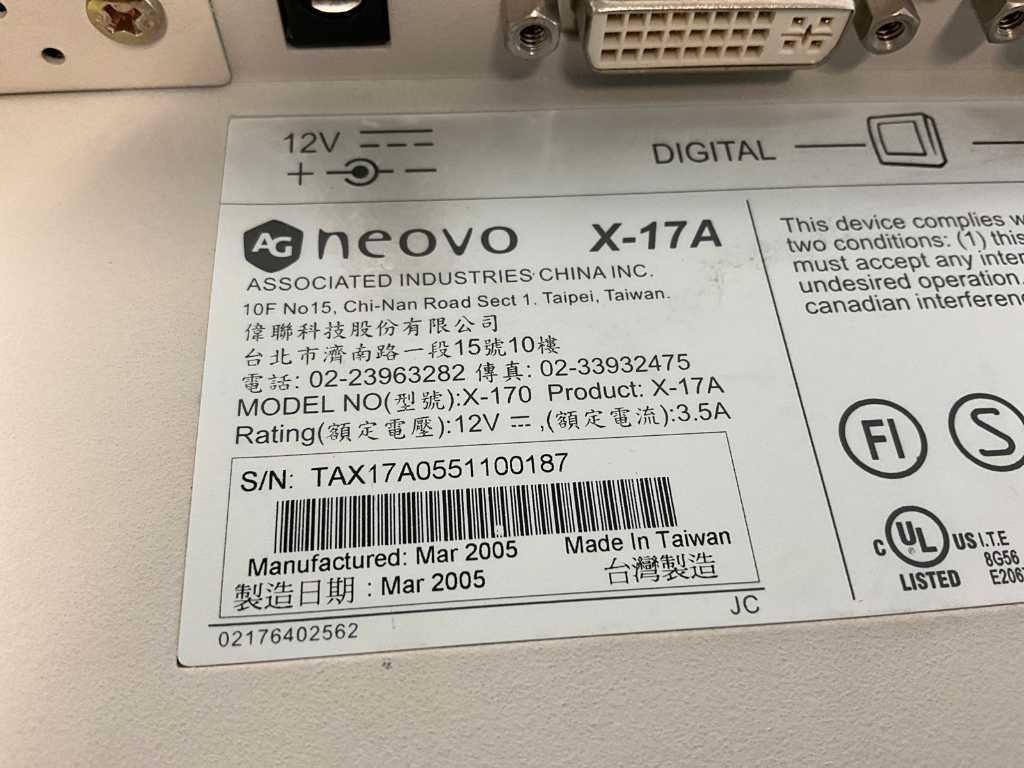 12V
+ -
DIGITAL
AG neovo X-17A
ASSOCIATED INDUSTRIES CHINA INC.
10F No15, Chi-Nan Road Sect 1. Taipei, Taiwan.
偉聯科技股份有限公司
台北市濟南路一段15號10樓
電話: 02-23963282 傳真: 02-33932475
MODEL NO(型號):X-170 Product: X-17A
Rating(額定電壓):12V ⎓ ,(額定電流):3.5A
S/N: TAX17A0551100187
Manufactured: Mar 2005 Made In Taiwan
製造日期 : Mar 2005 台灣製造
JC
02176402562
This device complies
two conditions: (1) this
must accept any
undesired operation.
canadian
FI S
C UL US I.T.E
LISTED 8G56